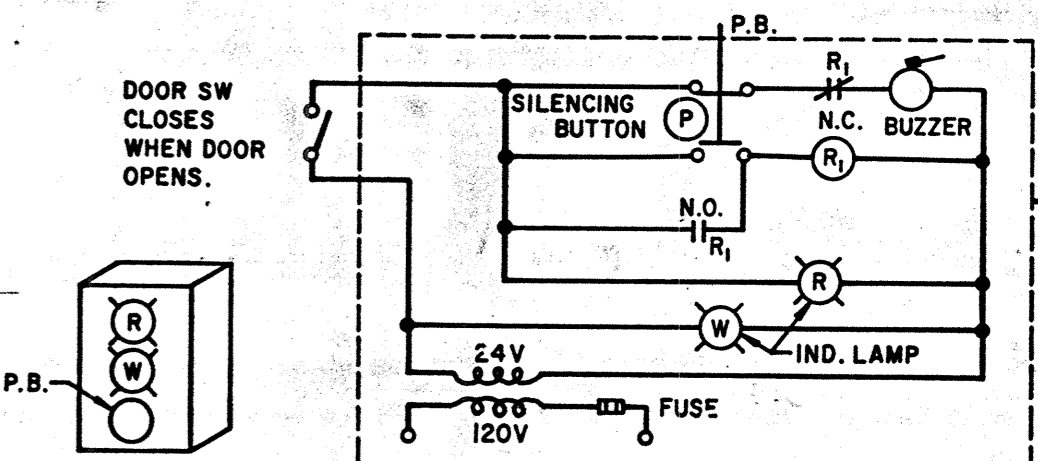 P.B.
DOOR SW
CLOSES
WHEN DOOR
OPENS.
SILENCING
BUTTON
P
R1
N.C.
BUZZER
R1
N.O.
R1
R
W
IND. LAMP
24V
120V
FUSE
R
W
P.B.